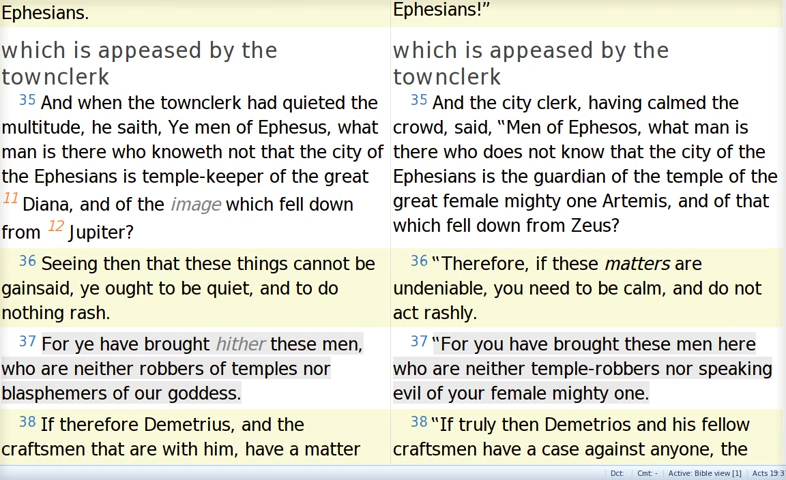 Ephesians.
which is appeased by the
townclerk
35 And when the townclerk had quieted the
multitude, he saith, Ye men of Ephesus, what
man is there who knoweth not that the city of
the Ephesians is temple-keeper of the great
11 Diana, and of the image which fell down
from 12 Jupiter?
36 Seeing then that these things cannot be
gainsaid, ye ought to be quiet, and to do
nothing rash.
37 For ye have brought hither these men,
who are neither robbers of temples nor
blasphemers of our goddess.
38 If therefore Demetrius, and the
craftsmen that are with him, have a matter
Ephesians!”
which is appeased by the
townclerk
35 And the city clerk, having calmed the
crowd, said, “Men of Ephesos, what man is
there who does not know that the city of the
Ephesians is the guardian of the temple of the
great female mighty one Artemis, and of that
which fell down from Zeus?
36 “Therefore, if these matters are
undeniable, you need to be calm, and do not
act rashly.
37 “For you have brought these men here
who are neither temple-robbers nor speaking
evil of your female mighty one.
38 “If truly then Demetrios and his fellow
craftsmen have a case against anyone, the
Dct: Cmt: - Active: Bible view [1] Acts 19:3